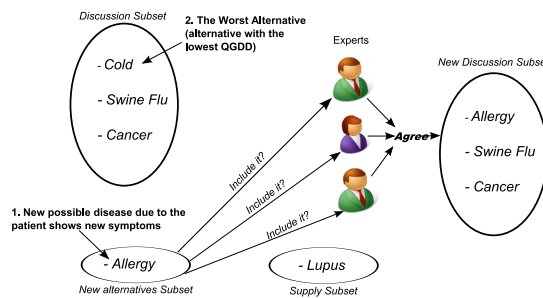 Discussion Subset
2. The Worst Alternative
(alternative with the
lowest QGDD)
- Cold
- Swine Flu
- Cancer
Experts
Include it?
Include it?
Include it?
Agree
New Discussion Subse
- Allergy
- Swine Flu
- Cancer
1. New possible disease due to the
patient shows new symptoms
- Allergy
New alternatives Subset
- Lupus
Supply Subset